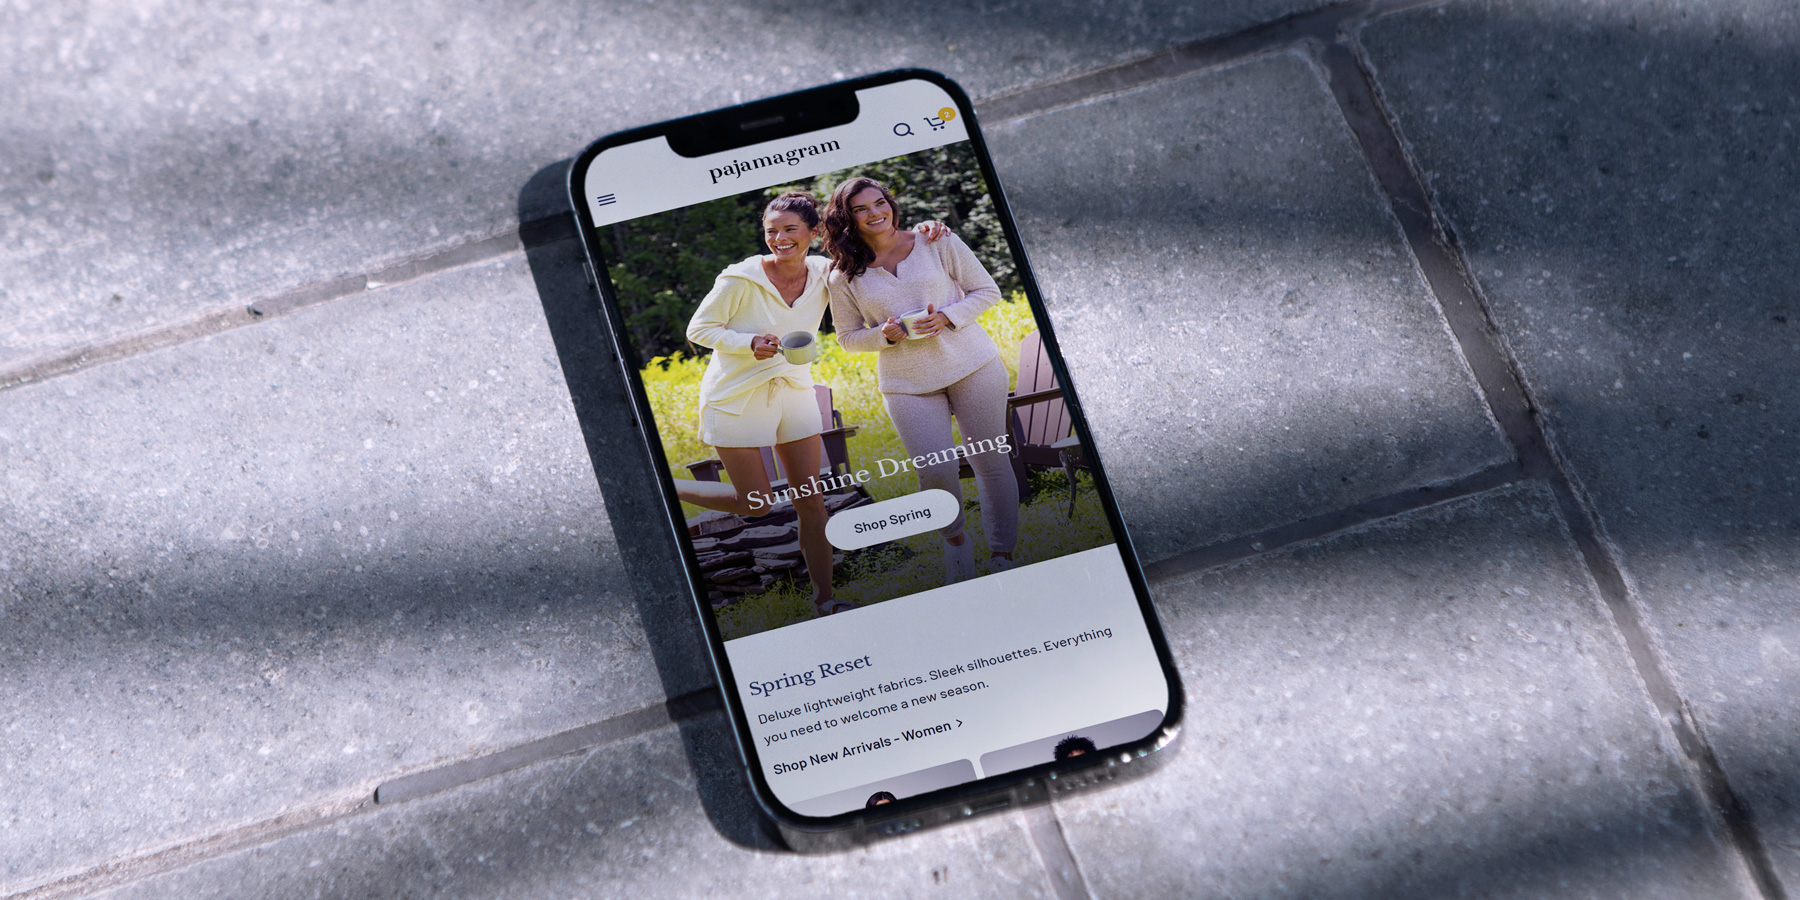 2
pajamagram
Sunshine Dreaming
Shop Spring
Spring Reset
Deluxe lightweight fabrics. Sleek silhouettes. Everything
you need to welcome a new season.
Shop New Arrivals - Women >